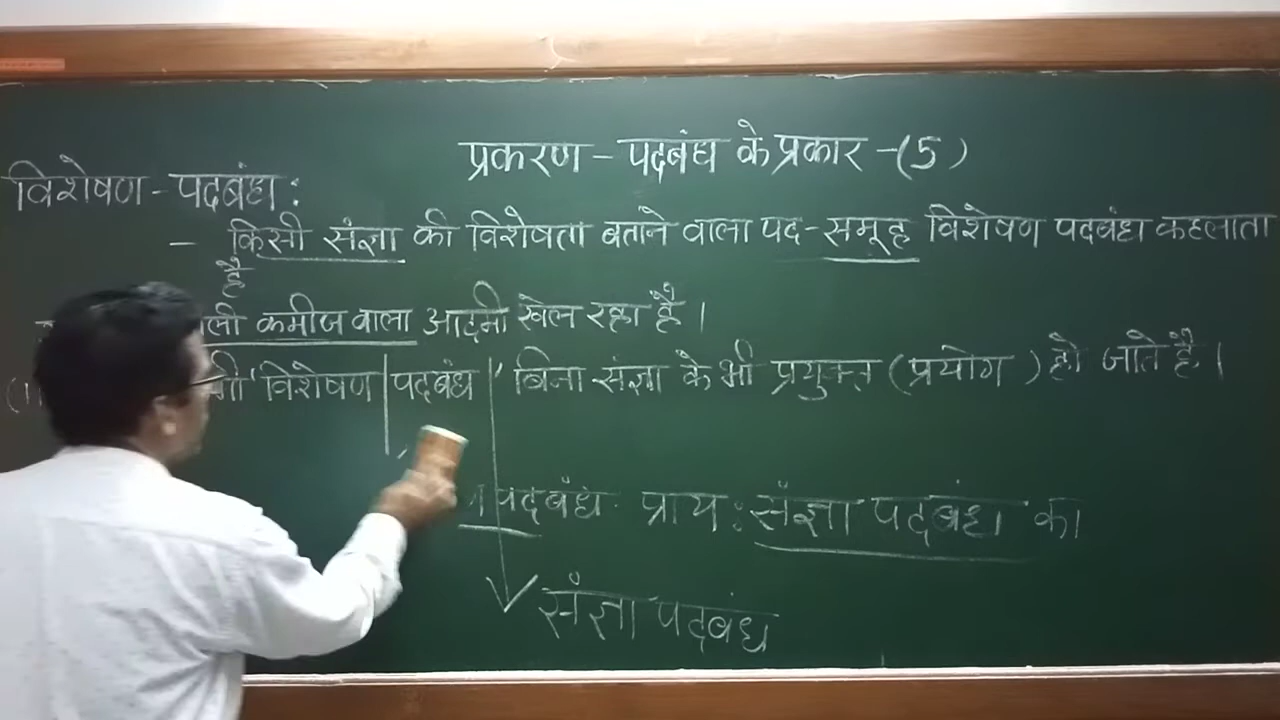 प्रकरण - पदबंध के प्रकार - (5)
विशेषण - पदबंध :
- किसी संज्ञा की विशेषता बताने वाला पद-समूह विशेषण पदबंध कहलाता
है
कमीज वाला आदमी खेल रहा है ।
विशेषण पदबंध ' बिना संज्ञा के भी प्रयुक्त (प्रयोग ) हो जाते है ।
पदबंध प्राय: संज्ञा पदबंध का
संज्ञा पदबंध